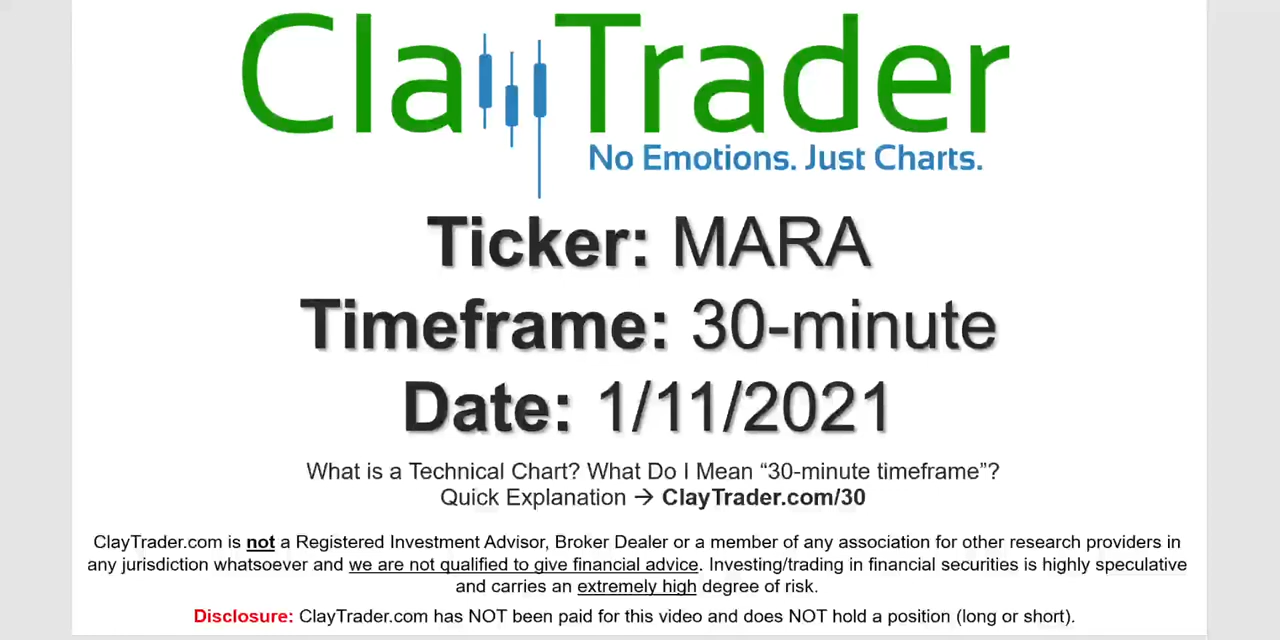 ClayTrader
No Emotions. Just Charts.
Ticker: MARA
Timeframe: 30-minute
Date: 1/11/2021
What is a Technical Chart? What Do I Mean “30-minute timeframe”?
Quick Explanation → ClayTrader.com/30
ClayTrader.com is not a Registered Investment Advisor, Broker Dealer or a member of any association for other research providers in
any jurisdiction whatsoever and we are not qualified to give financial advice. Investing/trading in financial securities is highly speculative
and carries an extremely high degree of risk.
Disclosure: ClayTrader.com has NOT been paid for this video and does NOT hold a position (long or short).